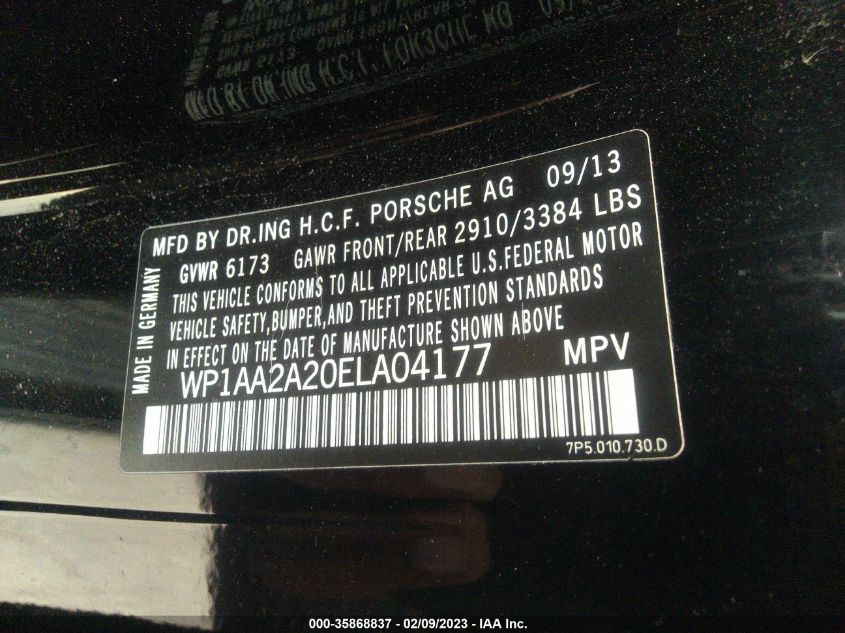 MFD BY DR.ING H.C.F. PORSCHE AG 09/13
GVWR 6173 GAWR FRONT/REAR 2910/3384 LBS
THIS VEHICLE CONFORMS TO ALL APPLICABLE U.S.FEDERAL MOTOR
VEHICLE SAFETY,BUMPER,AND THEFT PREVENTION STANDARDS
IN EFFECT ON THE DATE OF MANUFACTURE SHOWN ABOVE
MADE IN GERMANY
WP1AA2A20ELA04177 MPV
7P5.010.730.D
000-35868837 - 02/09/2023 - IAA Inc.